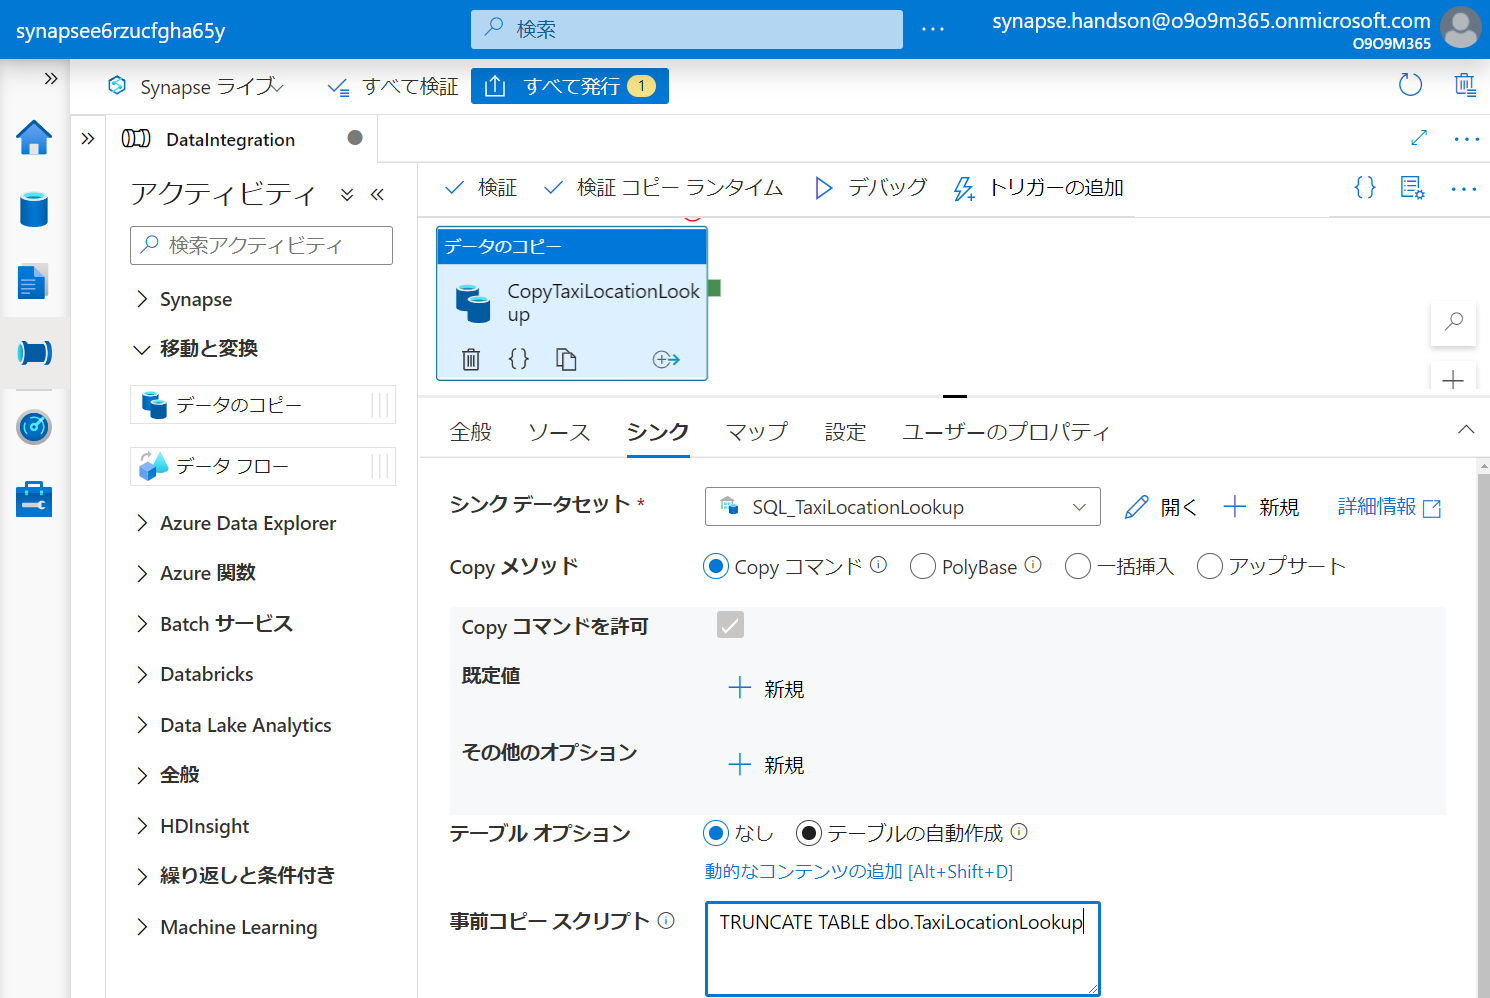 synapsee6rzucfgha65y
検索
synapse.handson@o9o9m365.onmicrosoft.com
O9O9M365
Synapse ライブ
すべて検証
すべて発行 1
DataIntegration
アクティビティ
検索アクティビティ
Synapse
移動と変換
データのコピー
データ フロー
Azure Data Explorer
Azure 関数
Batch サービス
Databricks
Data Lake Analytics
全般
HDInsight
繰り返しと条件付き
Machine Learning
検証
検証 コピー ランタイム
デバッグ
トリガーの追加
データのコピー
CopyTaxiLocationLook
up
全般 ソース シンク マップ 設定 ユーザーのプロパティ
シンク データセット *
SQL_TaxiLocationLookup
開く
新規
詳細情報
Copy メソッド
Copy コマンド PolyBase 一括挿入 アップサート
Copy コマンドを許可
既定値
新規
その他のオプション
新規
テーブル オプション
なし テーブルの自動作成
動的なコンテンツの追加 [Alt+Shift+D]
事前コピー スクリプト
TRUNCATE TABLE dbo.TaxiLocationLookup